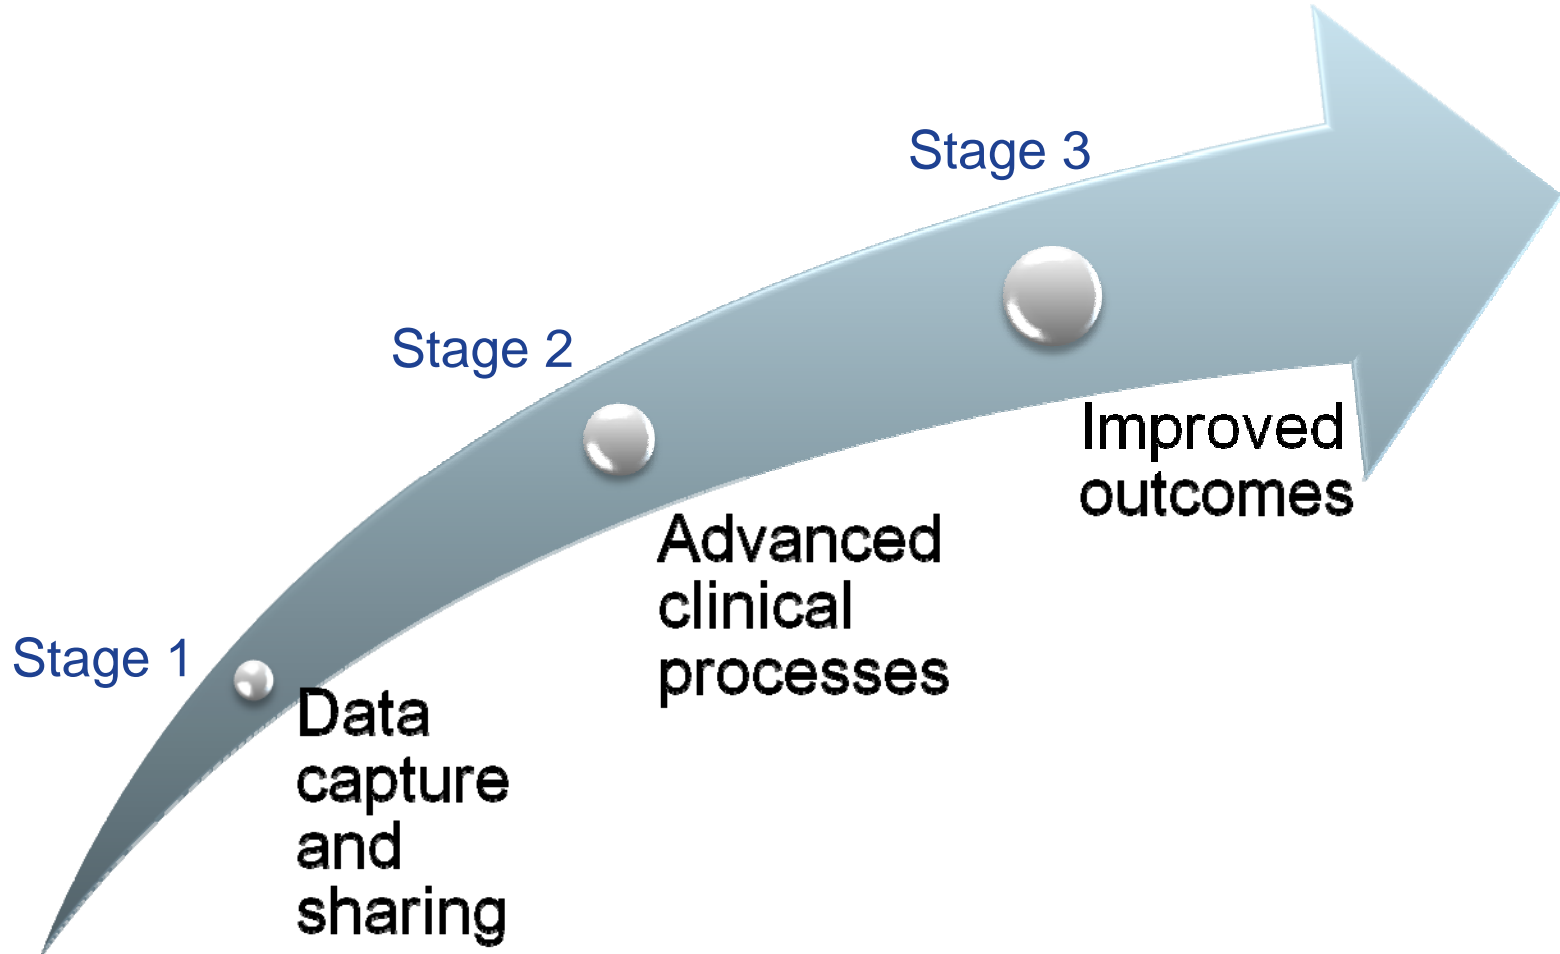 Stage 1
Data
capture
and
sharing
Stage 2
Advanced
clinical
processes
Stage 3
Improved
outcomes